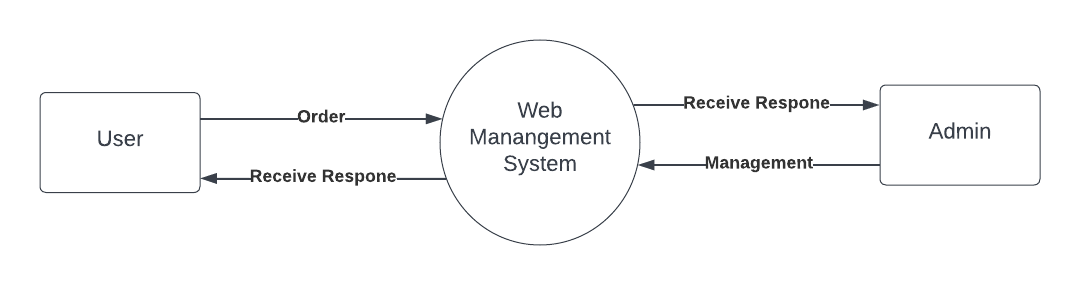 User
Order
Receive Respone
Web
Manangement
System
Receive Respone
Management
Admin